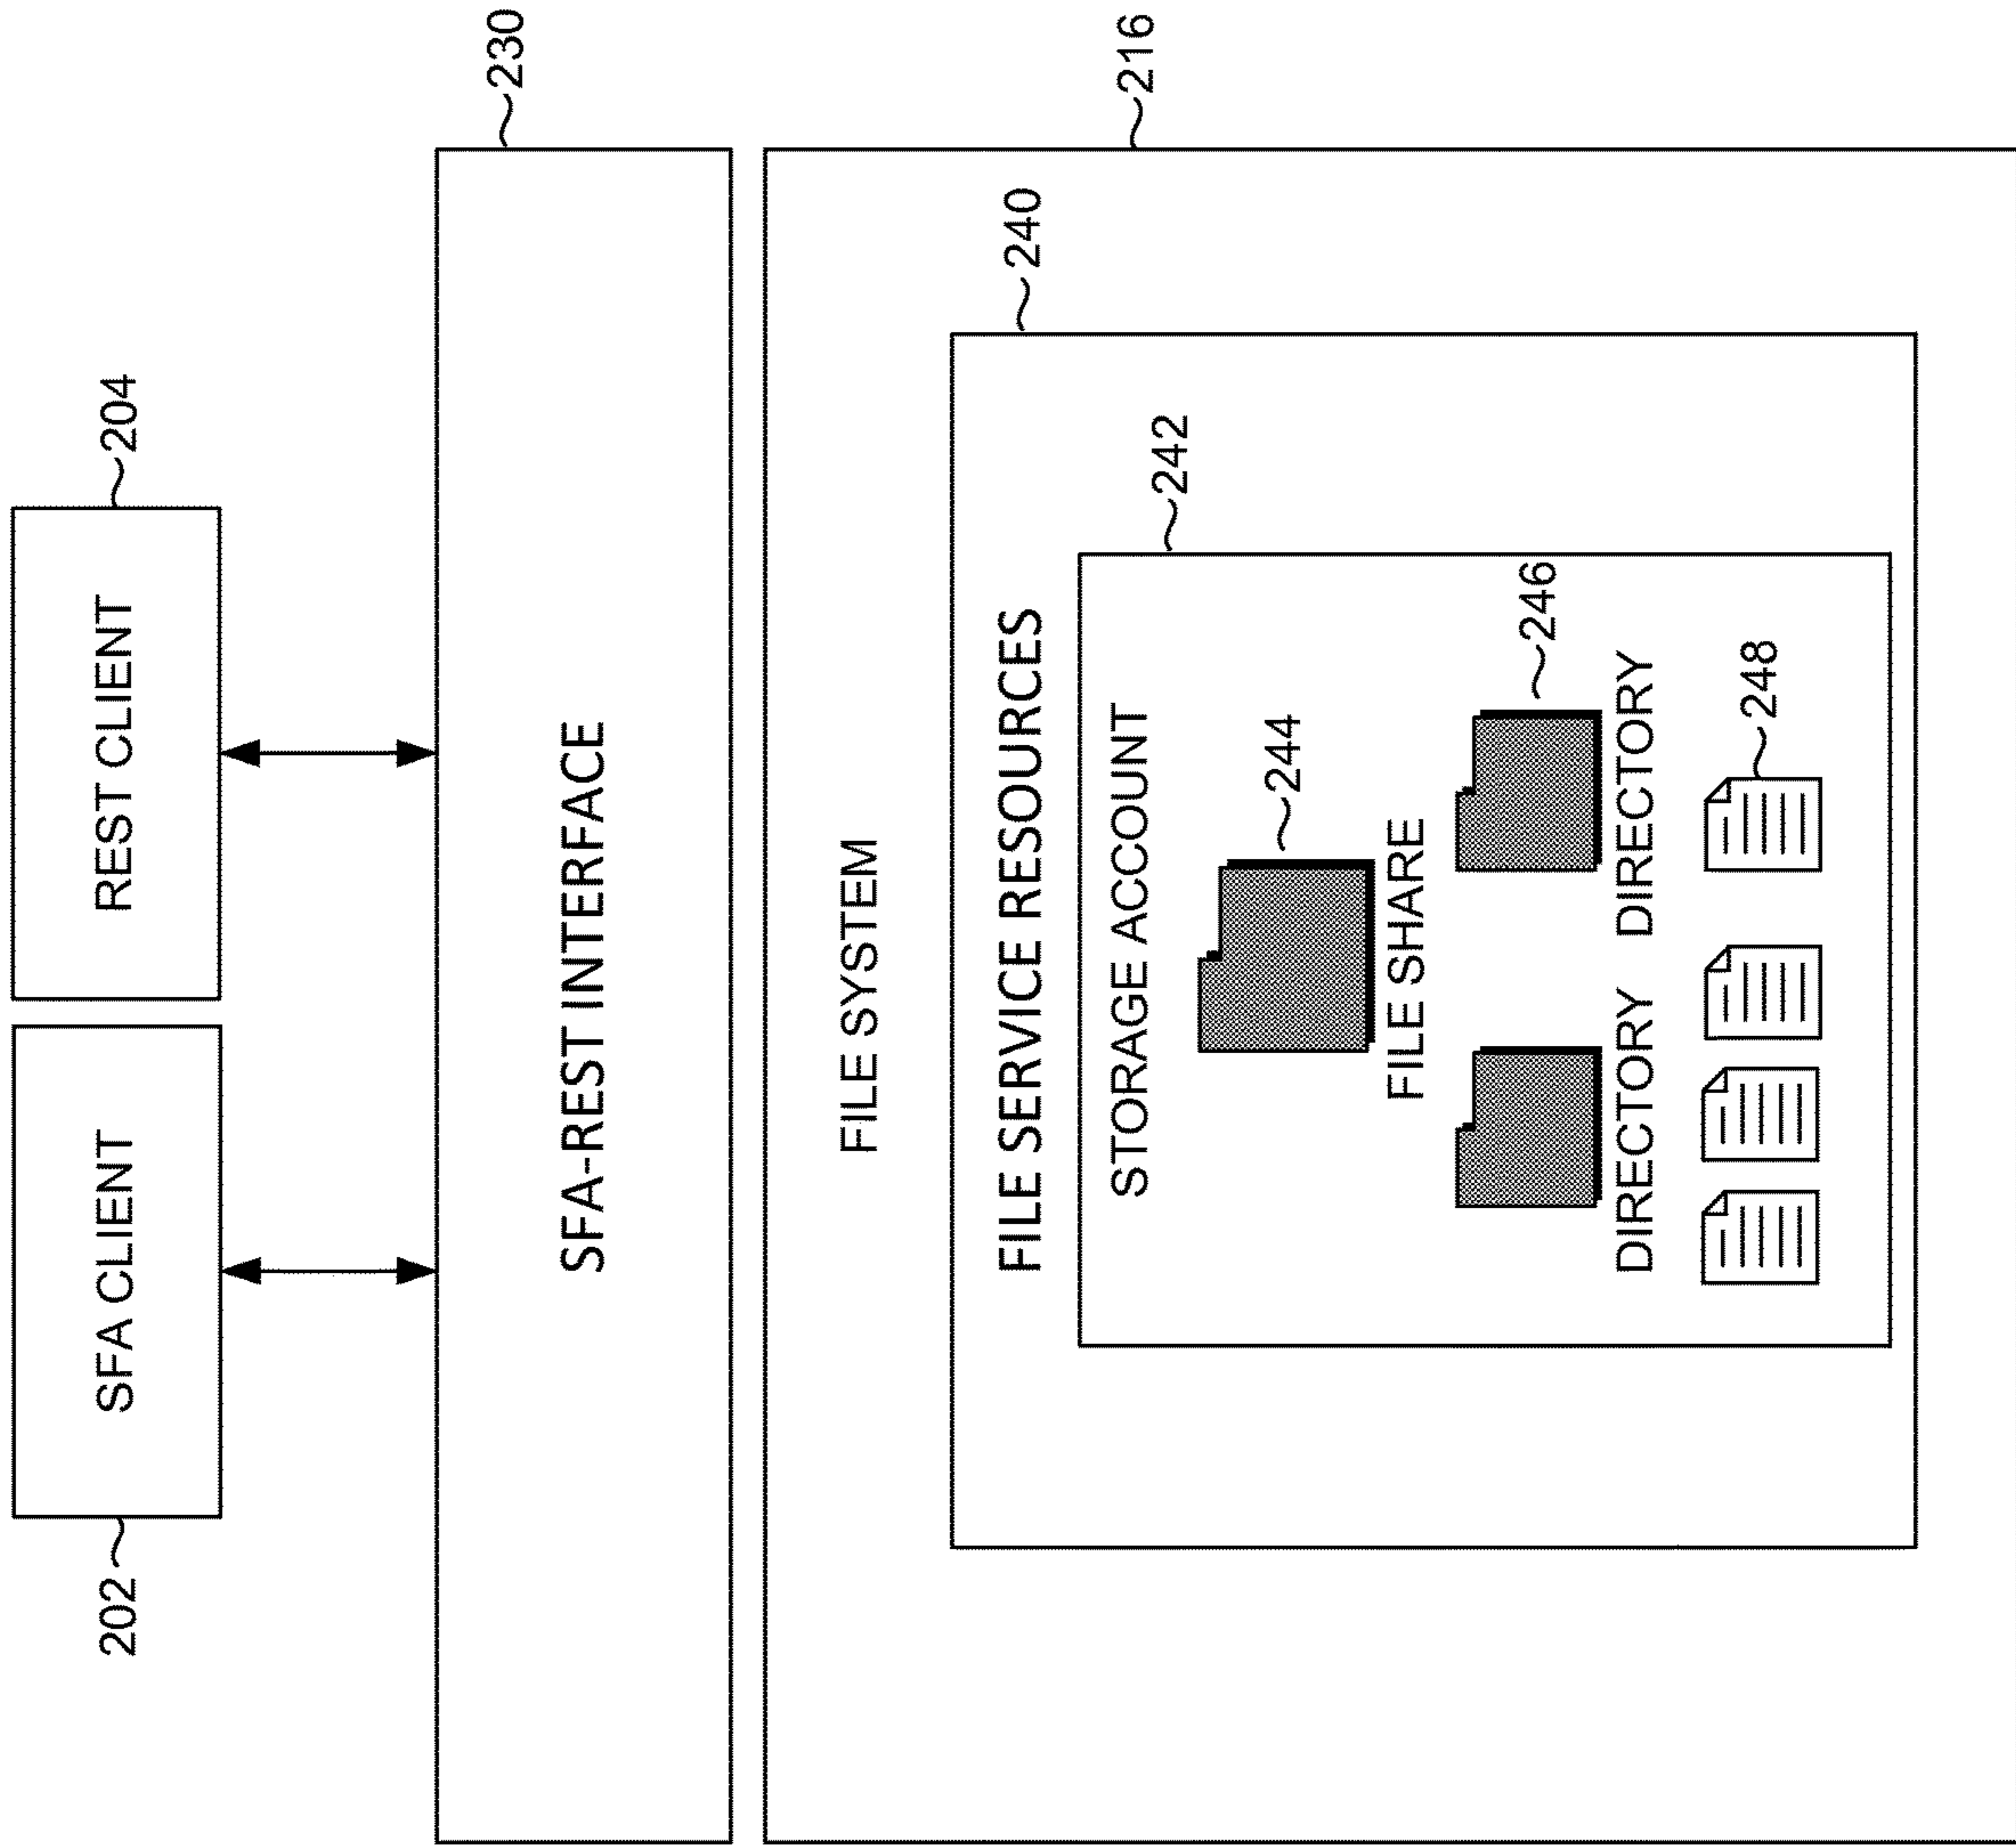 202
SFA CLIENT
REST CLIENT
204
SFA-REST INTERFACE
230
FILE SYSTEM
216
FILE SERVICE RESOURCES
240
STORAGE ACCOUNT
242
244
FILE SHARE
246
DIRECTORY
DIRECTORY
248